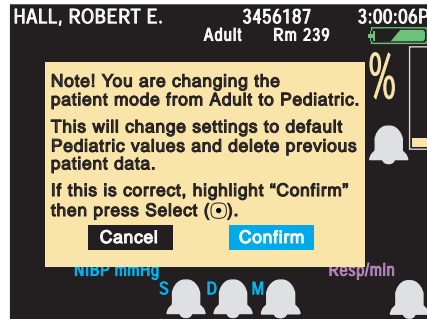 HALL, ROBERT E. 3456187 3:00:06P
Adult Rm 239
%
Note! You are changing the
patient mode from Adult to Pediatric.
This will change settings to default
Pediatric values and delete previous
patient data.
If this is correct, highlight “Confirm”
then press Select (⊙).
Cancel Confirm
NIBP mmHg Resp/min
S D M